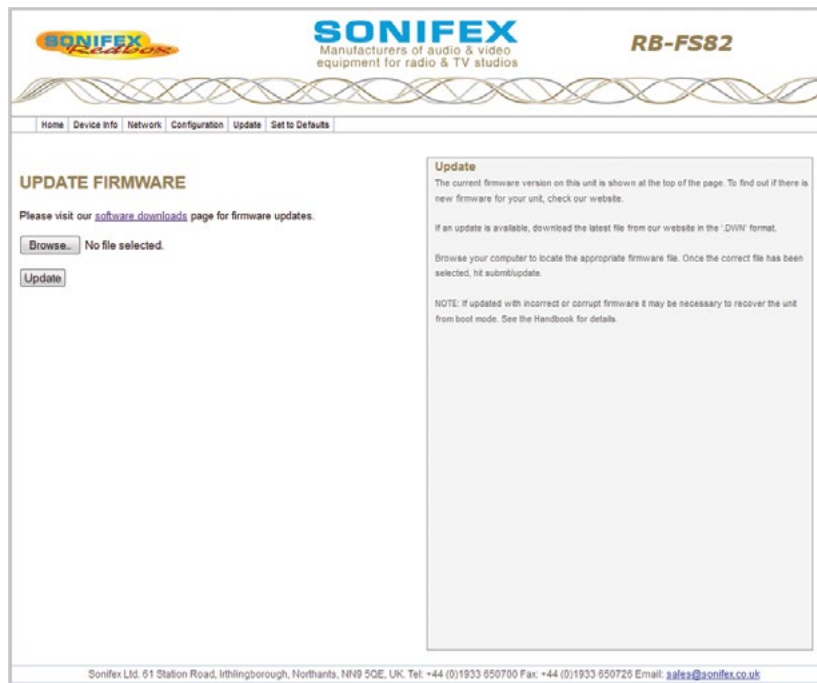 SONIFEX
Redbox
SONIFEX
Manufacturers of audio & video
equipment for radio & TV studios
RB-FS82
Home Device Info Network Configuration Update Set to Defaults
UPDATE FIRMWARE
Please visit our software downloads page for firmware updates.
Browse.. No file selected.
Update
Update
The current firmware version on this unit is shown at the top of the page. To find out if there is
new firmware for your unit, check our website.
If an update is available, download the latest file from our website in the '.DWN' format.
Browse your computer to locate the appropriate firmware file. Once the correct file has been
selected, hit submit/update.
NOTE: If updated with incorrect or corrupt firmware it may be necessary to recover the unit
from boot mode. See the Handbook for details.
Sonifex Ltd. 61 Station Road, Irthlingborough, Northants, NN9 5QE, UK. Tel: +44 (0)1933 650700 Fax: +44 (0)1933 650726 Email: sales@sonifex.co.uk